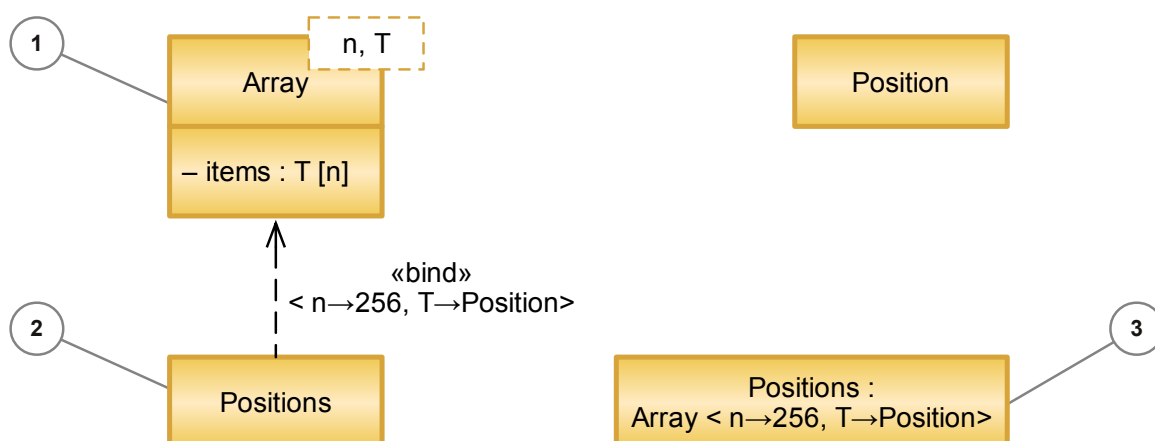 1
n, T
Array
Position
– items : T [n]
«bind»
< n→256, T→Position>
2
3
Positions
Positions :
Array < n→256, T→Position>